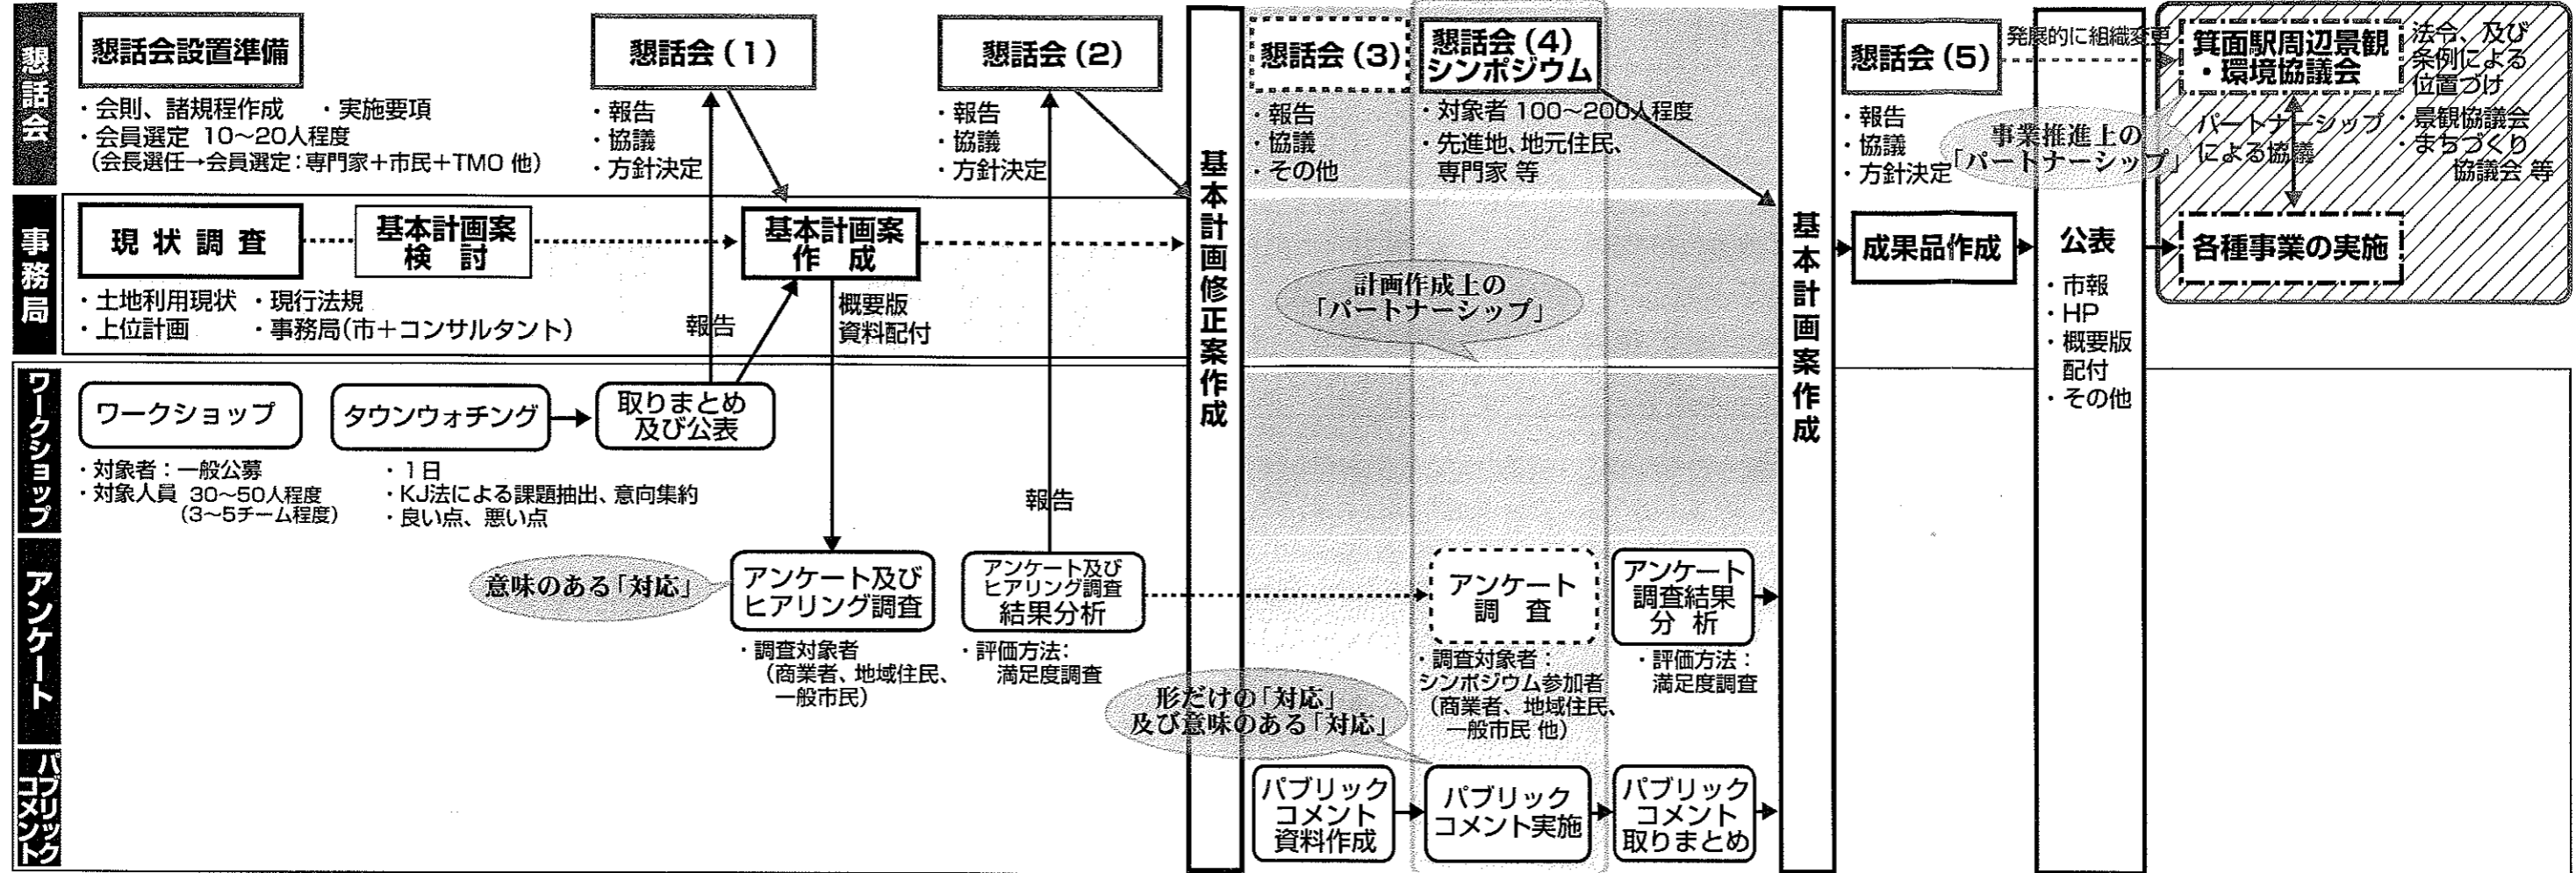 懇話会
懇話会設置準備
・会則、諸規程作成 ・実施要項
・会員選定 10〜20人程度
（会長選任→会員選定：専門家＋市民＋TMO 他）
懇話会（1）
・報告
・協議
・方針決定
懇話会（2）
・報告
・協議
・方針決定
基本計画修正案作成
懇話会（3）
・報告
・協議
・その他
懇話会（4）
シンポジウム
・対象者 100〜200人程度
・先進地、地元住民、
専門家 等
基本計画案作成
懇話会（5）
・報告
・協議
・方針決定
発展的に組織変更
事業推進上の
「パートナーシップ」
箕面駅周辺景観
・環境協議会
法令、及び
条例による
位置づけ
・景観協議会
・まちづくり
協議会 等
パートナーシップ
による協議
事務局
現状調査
・土地利用現状 ・現行法規
・上位計画 ・事務局（市＋コンサルタント）
基本計画案
検討
基本計画案
作成
報告
概要版
資料配付
計画作成上の
「パートナーシップ」
成果品作成
公表
・市報
・HP
・概要版
配付
・その他
各種事業の実施
ワークショップ
ワークショップ
・対象者：一般公募
・対象人員 30〜50人程度
（3〜5チーム程度）
タウンウォチング
・1日
・KJ法による課題抽出、意向集約
・良い点、悪い点
取りまとめ
及び公表
報告
アンケート
意味のある「対応」
アンケート及び
ヒアリング調査
・調査対象者
（商業者、地域住民、
一般市民）
アンケート及び
ヒアリング調査
結果分析
・評価方法：
満足度調査
アンケート
調査
・調査対象者：
シンポジウム参加者
（商業者、地域住民、
一般市民 他）
アンケート
調査結果
分析
・評価方法：
満足度調査
形だけの「対応」
及び意味のある「対応」
パブリックコメント
パブリック
コメント
資料作成
パブリック
コメント実施
パブリック
コメント
取りまとめ